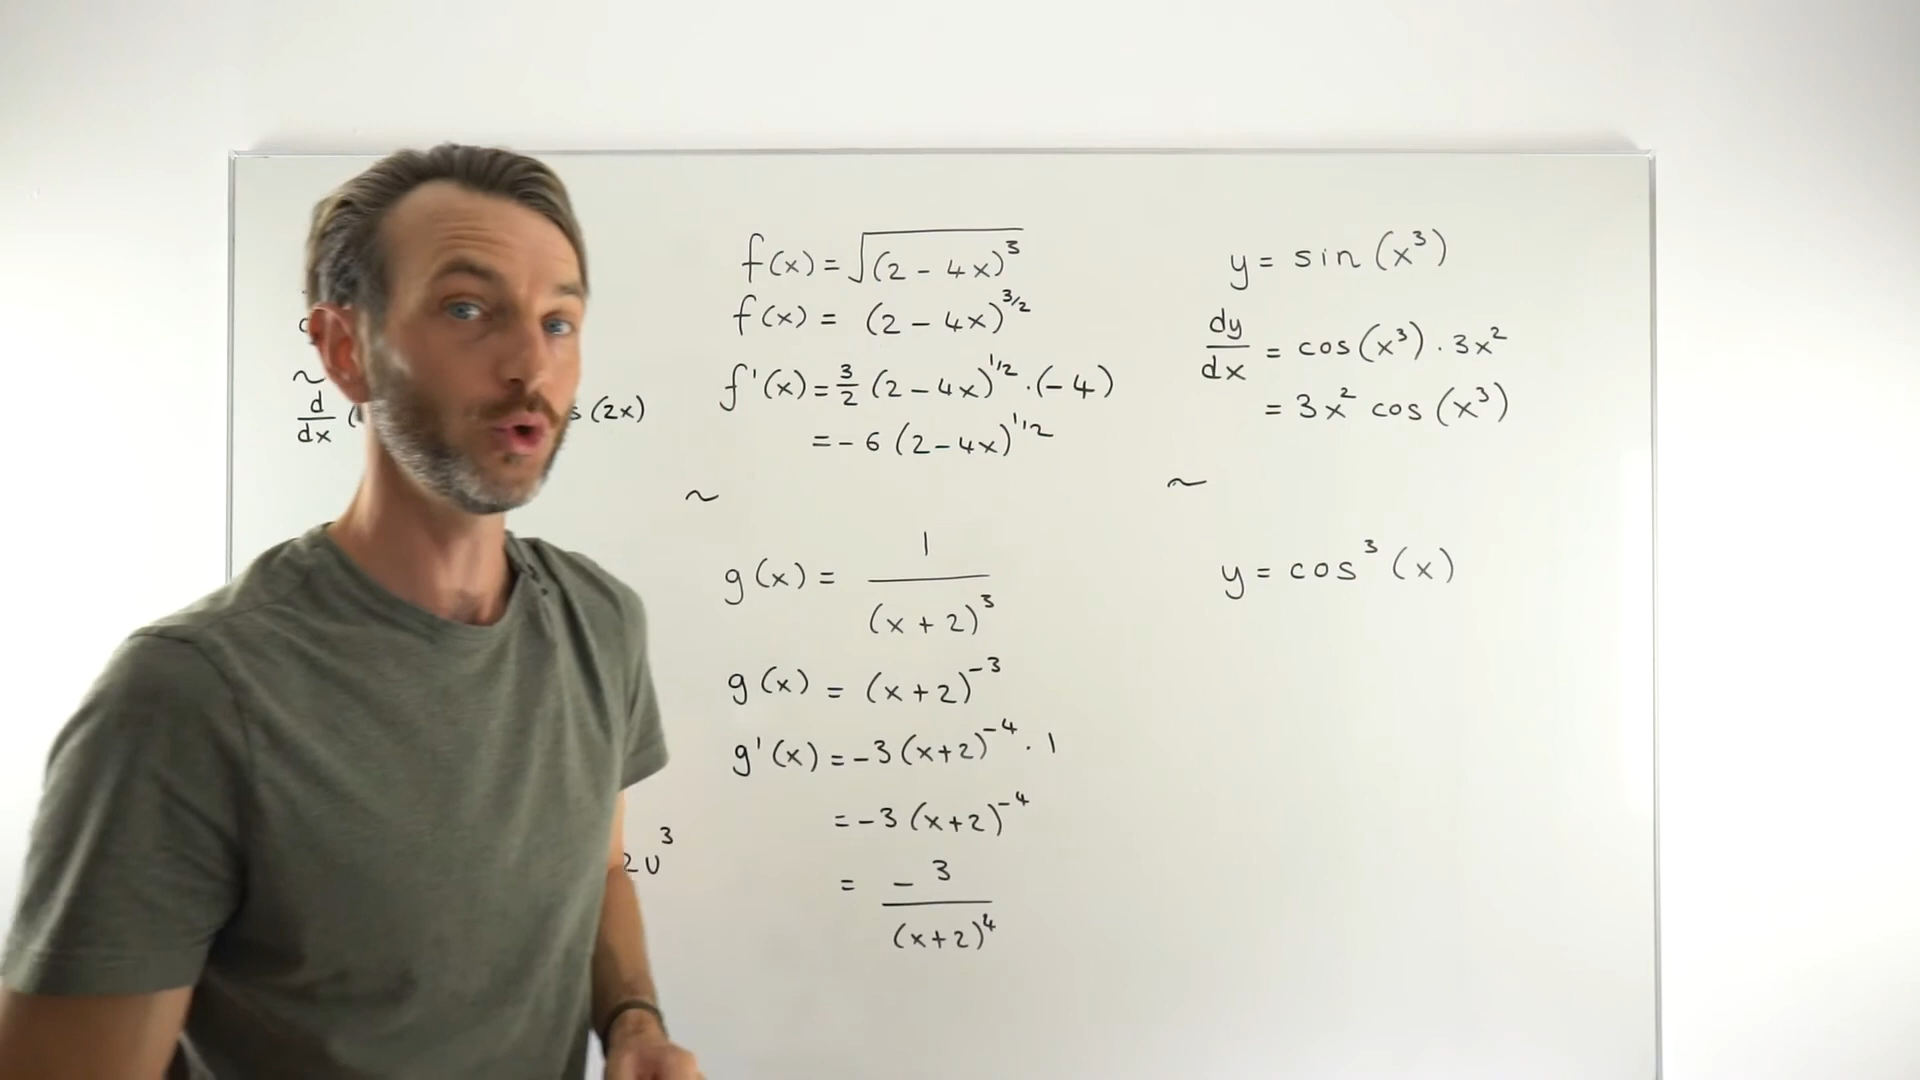 ~
d/dx (
s (2x)
2u³
f(x) = √(2 - 4x)³
f(x) = (2 - 4x)^3/2
f'(x) = 3/2 (2 - 4x)^1/2 . (-4)
= - 6 (2 - 4x)^1/2
~
g(x) = 1/(x + 2)³
g(x) = (x + 2)⁻³
g'(x) = -3 (x+2)⁻⁴ . 1
= -3 (x+2)⁻⁴
= -3/(x+2)⁴
y = sin (x³)
dy/dx = cos (x³) . 3x²
= 3x² cos (x³)
~
y = cos³ (x)